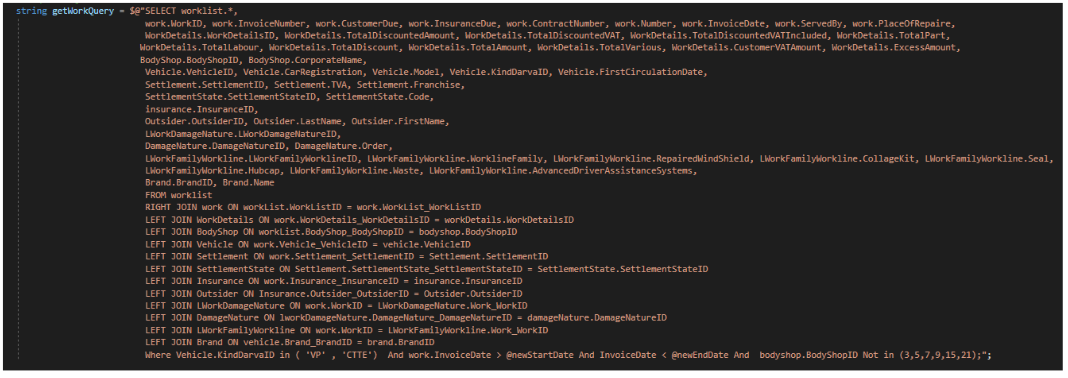 string getWorkQuery = $@"SELECT worklist.*,
work.WorkID, work.InvoiceNumber, work.CustomerDue, work.InsuranceDue, work.ContractNumber, work.Number, work.InvoiceDate, work.ServedBy, work.PlaceOfRepaire,
WorkDetails.WorkDetailsID, WorkDetails.TotalDiscountedAmount, WorkDetails.TotalDiscountedVAT, WorkDetails.TotalDiscountedVATIncluded, WorkDetails.TotalPart,
WorkDetails.TotalLabour, WorkDetails.TotalDiscount, WorkDetails.TotalAmount, WorkDetails.TotalVarious, WorkDetails.CustomerVATAmount, WorkDetails.ExcessAmount,
BodyShop.BodyShopID, BodyShop.CorporateName,
Vehicle.VehicleID, Vehicle.CarRegistration, Vehicle.Model, Vehicle.KindDarvaID, Vehicle.FirstCirculationDate,
Settlement.SettlementID, Settlement.TVA, Settlement.Franchise,
SettlementState.SettlementStateID, SettlementState.Code,
insurance.InsuranceID,
Outsider.OutsiderID, Outsider.LastName, Outsider.FirstName,
LWorkDamageNature.LWorkDamageNatureID,
DamageNature.DamageNatureID, DamageNature.Order,
LWorkFamilyWorkline.LWorkFamilyWorklineID, LWorkFamilyWorkline.WorklineFamily, LWorkFamilyWorkline.RepairedWindShield, LWorkFamilyWorkline.CollageKit, LWorkFamilyWorkline.Seal,
LWorkFamilyWorkline.Hubcap, LWorkFamilyWorkline.Waste, LWorkFamilyWorkline.AdvancedDriverAssistanceSystems,
Brand.BrandID, Brand.Name
FROM worklist
RIGHT JOIN work ON workList.WorkListID = work.WorkList_WorkListID
LEFT JOIN WorkDetails ON work.WorkDetails_WorkDetailsID = workDetails.WorkDetailsID
LEFT JOIN BodyShop ON workList.BodyShop_BodyShopID = bodyshop.BodyShopID
LEFT JOIN Vehicle ON work.Vehicle_VehicleID = vehicle.VehicleID
LEFT JOIN Settlement ON work.Settlement_SettlementID = Settlement.SettlementID
LEFT JOIN SettlementState ON Settlement.SettlementState_SettlementStateID = SettlementState.SettlementStateID
LEFT JOIN Insurance ON work.Insurance_InsuranceID = insurance.InsuranceID
LEFT JOIN Outsider ON Insurance.Outsider_OutsiderID = Outsider.OutsiderID
LEFT JOIN LWorkDamageNature ON work.WorkID = LWorkDamageNature.Work_WorkID
LEFT JOIN DamageNature ON lworkDamageNature.DamageNature_DamageNatureID = damageNature.DamageNatureID
LEFT JOIN LWorkFamilyWorkline ON work.WorkID = LWorkFamilyWorkline.Work_WorkID
LEFT JOIN Brand ON vehicle.Brand_BrandID = brand.BrandID
Where Vehicle.KindDarvaID in ( 'VP' , 'CTTE')  And work.InvoiceDate > @newStartDate And InvoiceDate < @newEndDate And  bodyshop.BodyShopID Not in (3,5,7,9,15,21);";